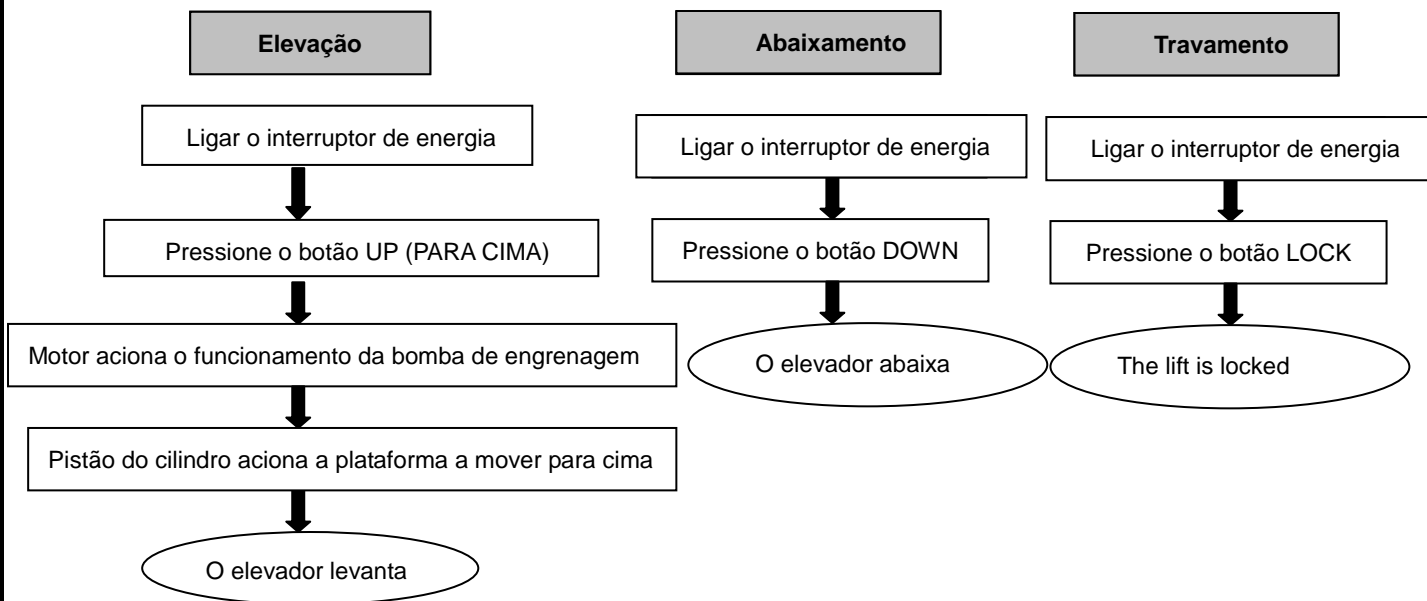 Elevação
Ligar o interruptor de energia
Pressione o botão UP (PARA CIMA)
Motor aciona o funcionamento da bomba de engrenagem
Pistão do cilindro aciona a plataforma a mover para cima
O elevador levanta
Abaixamento
Ligar o interruptor de energia
Pressione o botão DOWN
O elevador abaixa
Travamento
Ligar o interruptor de energia
Pressione o botão LOCK
The lift is locked